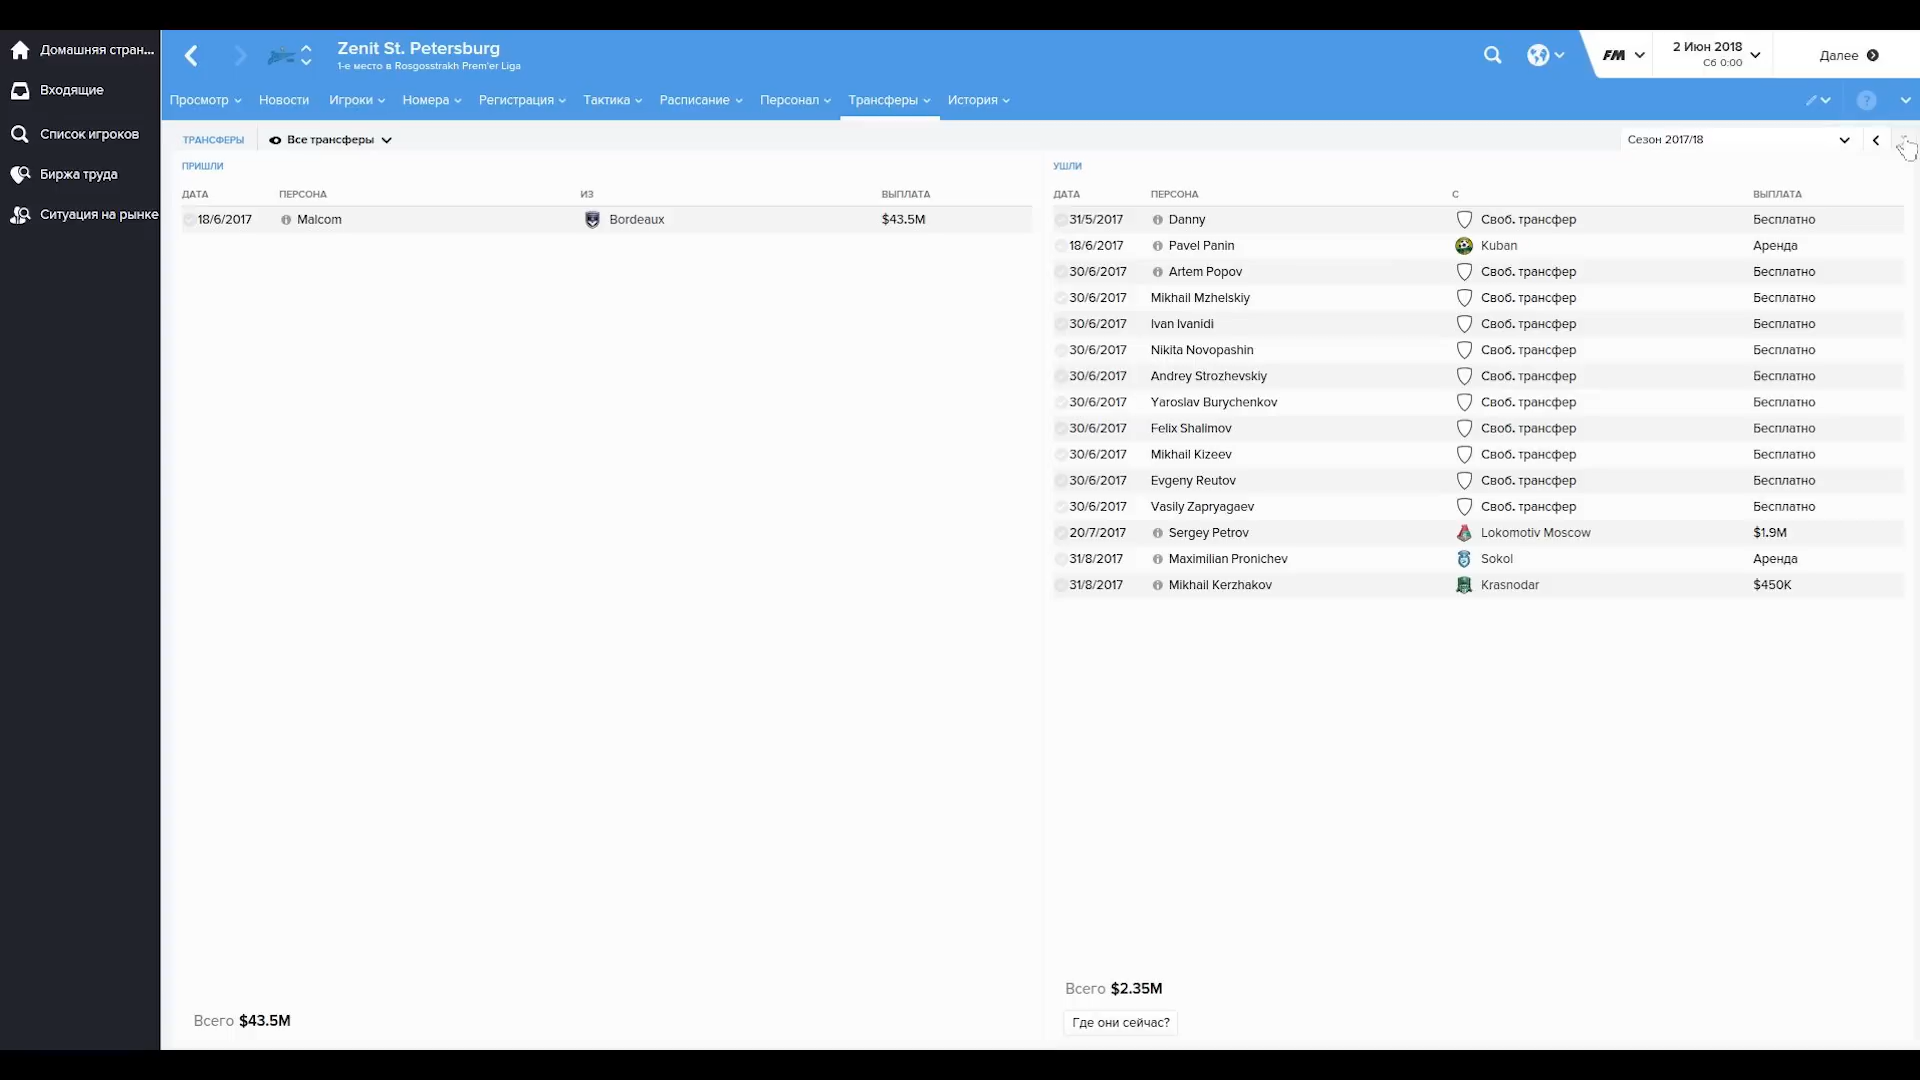 Домашняя стран...
Входящие
Список игроков
Биржа труда
Ситуация на рынке
Zenit St. Petersburg
1-е место в Rosgosstrakh Prem'er Liga
FM
2 Июн 2018
Сб 0:00
Далее
Просмотр
Новости
Игроки
Номера
Регистрация
Тактика
Расписание
Персонал
Трансферы
История
?
ТРАНСФЕРЫ
Все трансферы
Сезон 2017/18
ПРИШЛИ
ДАТА ПЕРСОНА ИЗ ВЫПЛАТА
18/6/2017 Malcom Bordeaux $43.5M
Всего $43.5M
УШЛИ
ДАТА ПЕРСОНА С ВЫПЛАТА
31/5/2017 Danny Своб. трансфер Бесплатно
18/6/2017 Pavel Panin Kuban Аренда
30/6/2017 Artem Popov Своб. трансфер Бесплатно
30/6/2017 Mikhail Mzhelskiy Своб. трансфер Бесплатно
30/6/2017 Ivan Ivanidi Своб. трансфер Бесплатно
30/6/2017 Nikita Novopashin Своб. трансфер Бесплатно
30/6/2017 Andrey Strozhevskiy Своб. трансфер Бесплатно
30/6/2017 Yaroslav Burychenkov Своб. трансфер Бесплатно
30/6/2017 Felix Shalimov Своб. трансфер Бесплатно
30/6/2017 Mikhail Kizeev Своб. трансфер Бесплатно
30/6/2017 Evgeny Reutov Своб. трансфер Бесплатно
30/6/2017 Vasily Zapryagaev Своб. трансфер Бесплатно
20/7/2017 Sergey Petrov Lokomotiv Moscow $1.9M
31/8/2017 Maximilian Pronichev Sokol Аренда
31/8/2017 Mikhail Kerzhakov Krasnodar $450K
Всего $2.35M
Где они сейчас?